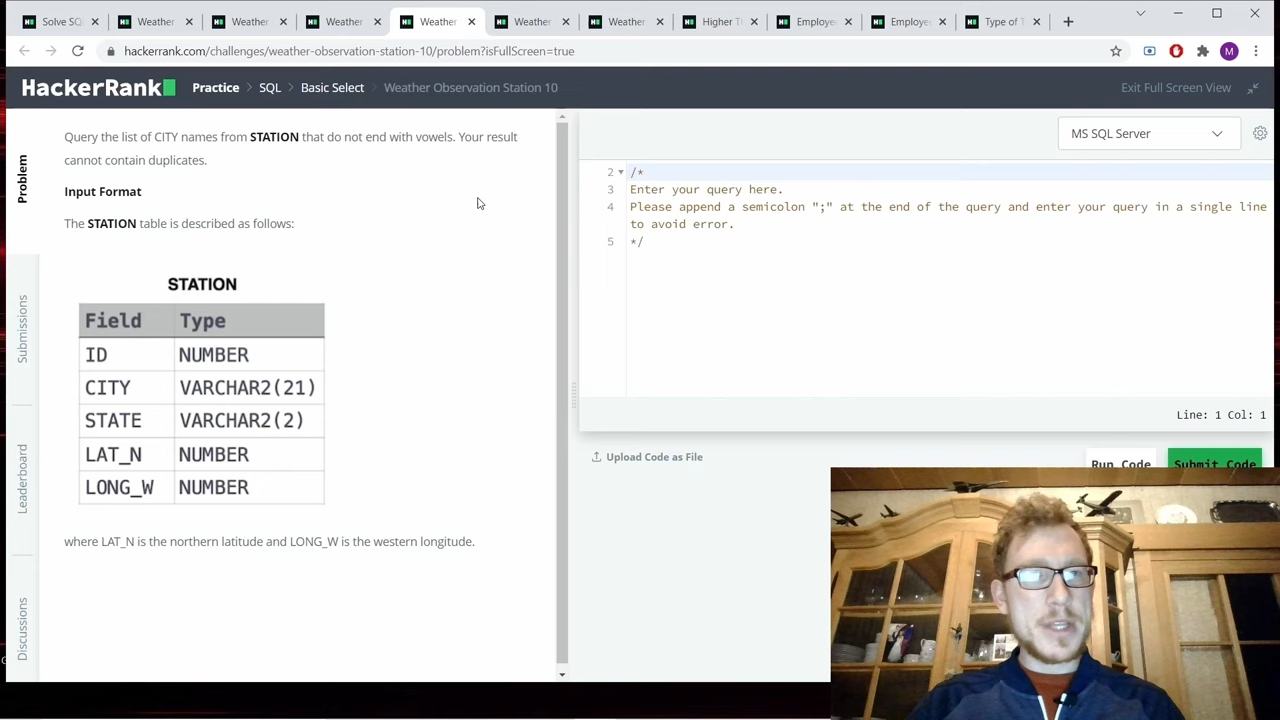 Solve SQ
Weather
Weather
Weather
Weather
Weather
Weather
Higher T
Employe
Employe
Type of T
hackerrank.com/challenges/weather-observation-station-10/problem?isFullScreen=true
M
HackerRank
Practice > SQL > Basic Select > Weather Observation Station 10
Exit Full Screen View
Problem
Submissions
Leaderboard
Discussions
Query the list of CITY names from STATION that do not end with vowels. Your result
cannot contain duplicates.
Input Format
The STATION table is described as follows:
STATION
Field Type
ID NUMBER
CITY VARCHAR2(21)
STATE VARCHAR2(2)
LAT_N NUMBER
LONG_W NUMBER
where LAT_N is the northern latitude and LONG_W is the western longitude.
MS SQL Server
2 /*
3 Enter your query here.
4 Please append a semicolon ";" at the end of the query and enter your query in a single line
to avoid error.
5 */
Line: 1 Col: 1
Upload Code as File
Run Code
Submit Code